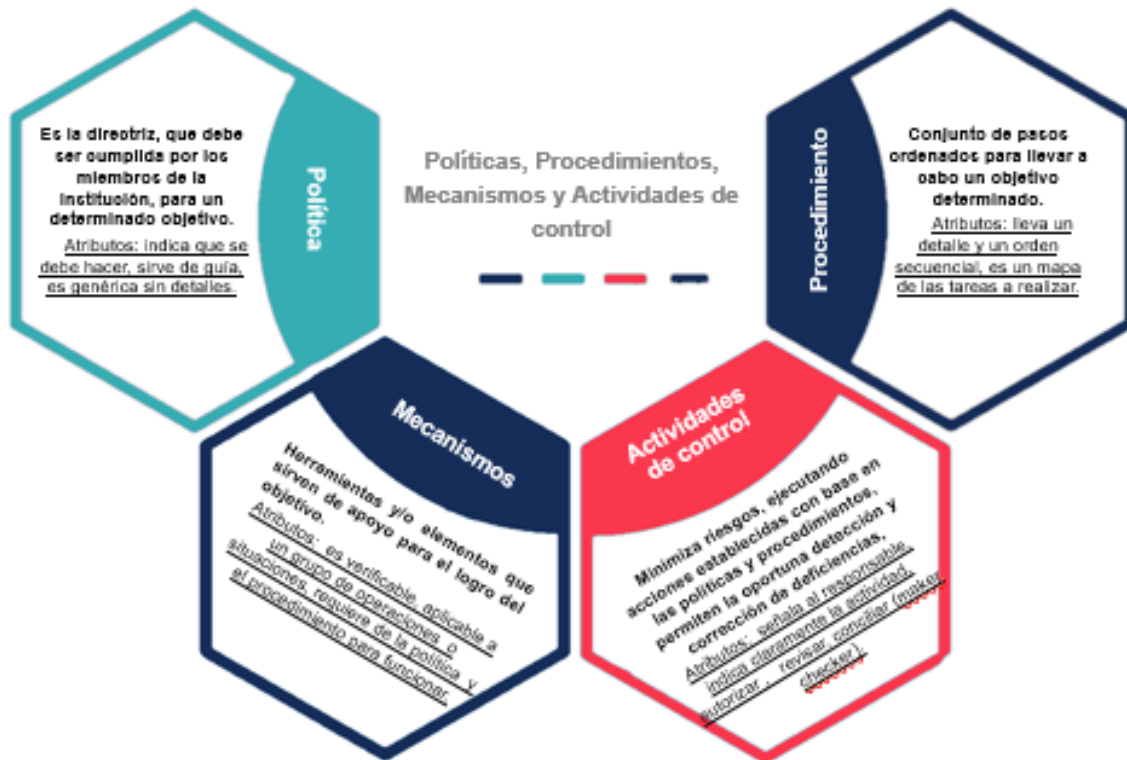 Políticas, Procedimientos,
Mecanismos y Actividades de
control
Política
Es la directriz, que debe
ser cumplida por los
miembros de la
institución, para un
determinado objetivo.
Atributos: indica que se
debe hacer, sirve de guía,
es genérica sin detalles.
Procedimiento
Conjunto de pasos
ordenados para llevar a
cabo un objetivo
determinado.
Atributos: lleva un
detalle y un orden
secuencial, es un mapa
de las tareas a realizar.
Mecanismos
Herramientas y/o elementos que
sirven de apoyo para el logro del
objetivo.
Atributos: es verificable, aplicable a
un grupo de operaciones o
situaciones, requiere de la política y
el procedimiento para funcionar.
Actividades
de control
Minimiza riesgos, ejecutando
acciones establecidas con base en
las políticas y procedimientos,
permiten la oportuna detección y
corrección de deficiencias.
Atributos: señala al responsable,
indica claramente la actividad,
autorizar , revisar, conciliar (maker
checker).